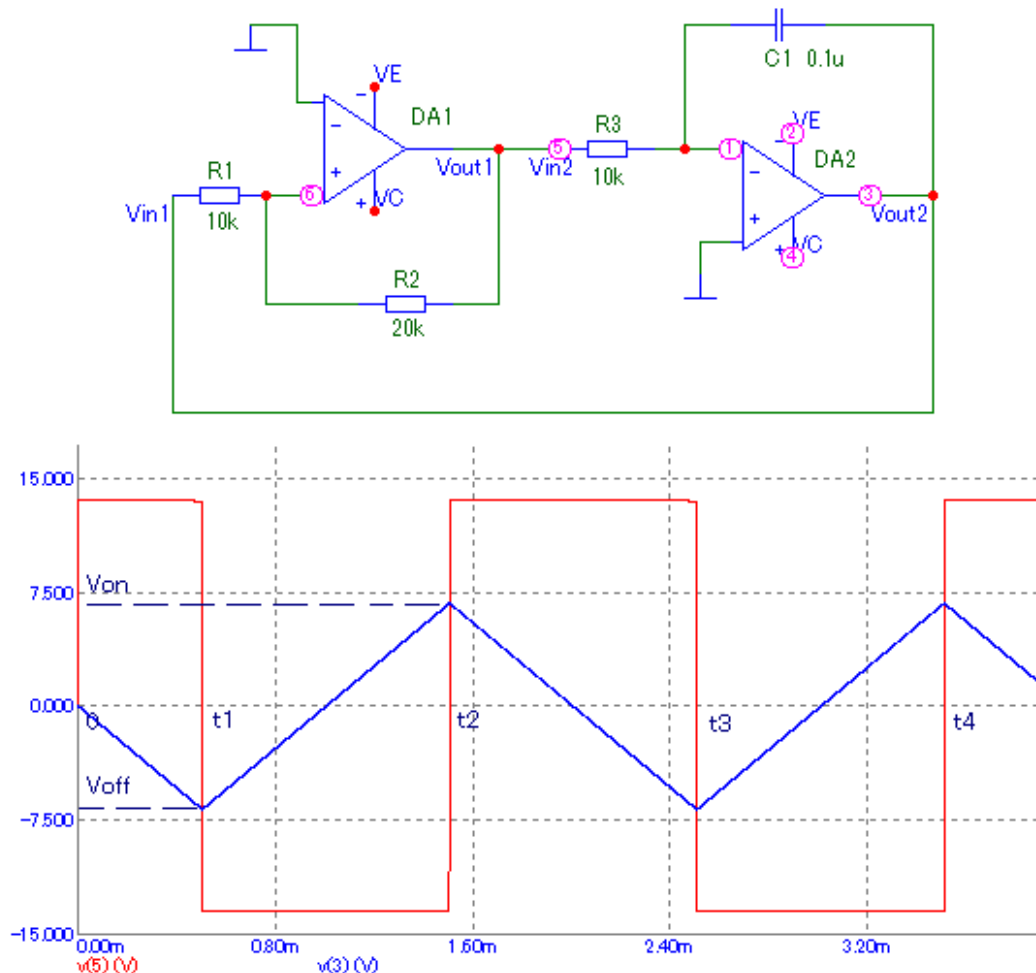 C1 0.1u
VE
DA1
VE
R3
DA2
R1
Vout1
Vin2
10k
Vin1
10k
VC
Vout2
VC
R2
20k
− + − +
− + − +
6
5
1
2
3
4
15.000
Von
7.500
0.000
0
t1
t2
t3
t4
Voff
-7.500
-15.000
0.00m
0.80m
1.60m
2.40m
3.20m
v(5) (V)
v(3) (V)